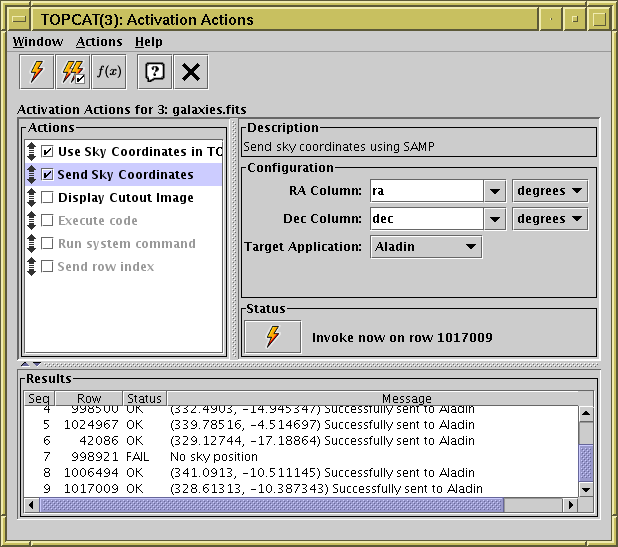 TOPCAT(3): Activation Actions
Window Actions Help
f(x)
Activation Actions for 3: galaxies.fits
Actions
Use Sky Coordinates in TO
Send Sky Coordinates
Display Cutout Image
Execute code
Run system command
Send row index
Description
Send sky coordinates using SAMP
Configuration
RA Column: ra degrees
Dec Column: dec degrees
Target Application: Aladin
Status
Invoke now on row 1017009
Results
Seq Row Status Message
4 998500 OK (332.4903, -14.945347) Successfully sent to Aladin
5 1024967 OK (339.78516, -4.514697) Successfully sent to Aladin
6 42086 OK (329.12744, -17.18864) Successfully sent to Aladin
7 998921 FAIL No sky position
8 1006494 OK (341.0913, -10.511145) Successfully sent to Aladin
9 1017009 OK (328.61313, -10.387343) Successfully sent to Aladin